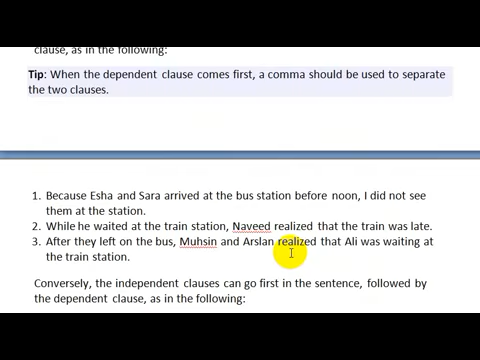 clause, as in the following:
Tip: When the dependent clause comes first, a comma should be used to separate
the two clauses.
1. Because Esha and Sara arrived at the bus station before noon, I did not see
them at the station.
2. While he waited at the train station, Naveed realized that the train was late.
3. After they left on the bus, Muhsin and Arslan realized that Ali was waiting at
the train station.
Conversely, the independent clauses can go first in the sentence, followed by
the dependent clause, as in the following: